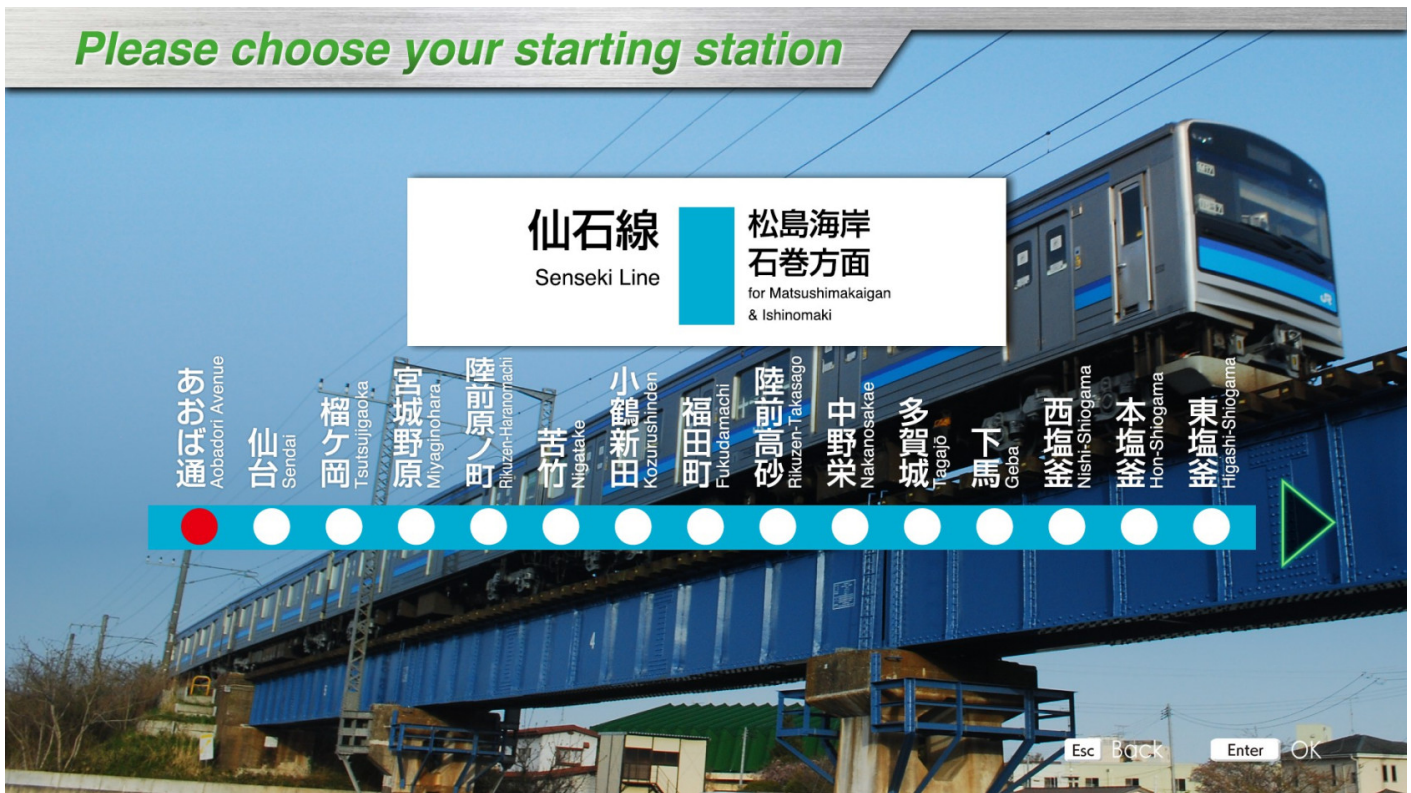 Please choose your starting station
仙石線
Senseki Line
松島海岸
石巻方面
for Matsushimakaigan
& Ishinomaki
あおば通
Aobadori Avenue
仙台
Sendai
榴ケ岡
Tsutsujigaoka
宮城野原
Miyaginohara
陸前原ノ町
Rikuzen-Haranomachi
苦竹
Nigatake
小鶴新田
Kozurushinden
福田町
Fukudamachi
陸前高砂
Rikuzen-Takasago
中野栄
Nakanosakae
多賀城
Tagajō
下馬
Geba
西塩釜
Nishi-Shiogama
本塩釜
Hon-Shiogama
東塩釜
Higashi-Shiogama
JR
4
Esc Back
Enter OK